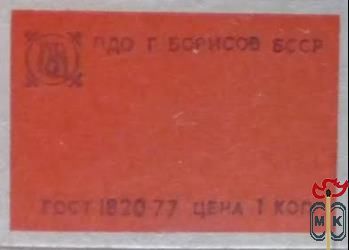 ПДО Г. БОРИСОВ БССР
ГОСТ 1820-77 ЦЕНА 1 КОП.
МК